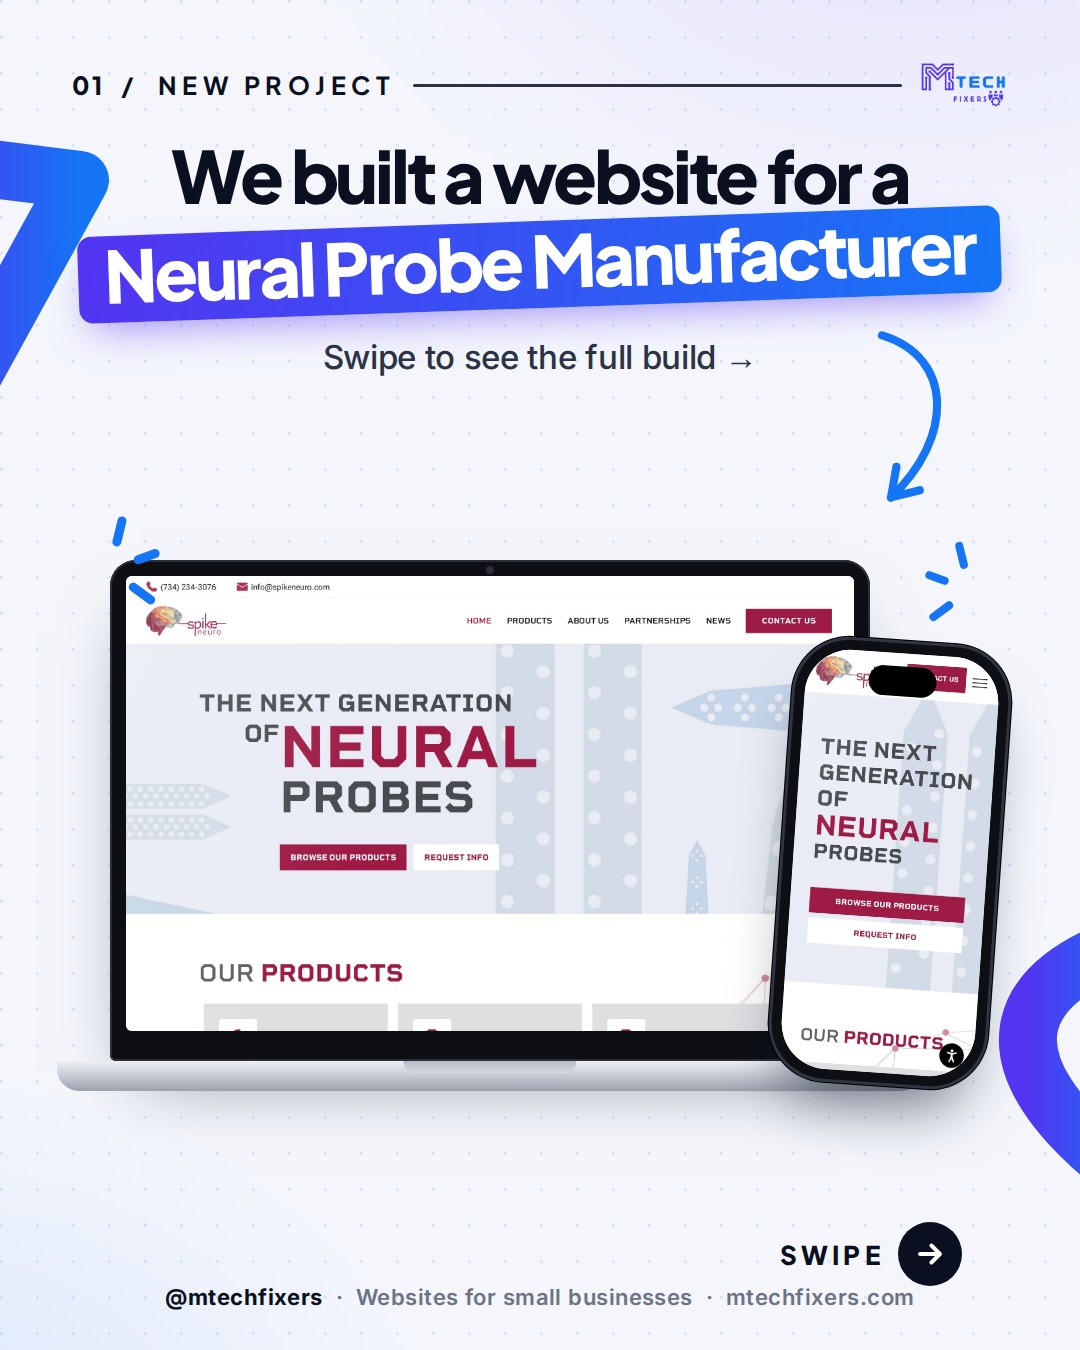 01 / NEW PROJECT
MTECH
FIXERS
We built a website for a
Neural Probe Manufacturer
Swipe to see the full build →
(734) 234-3076 info@spikeneuro.com
spike
neuro
HOME PRODUCTS ABOUT US PARTNERSHIPS NEWS CONTACT US
THE NEXT GENERATION
OF NEURAL
PROBES
BROWSE OUR PRODUCTS REQUEST INFO
OUR PRODUCTS
THE NEXT
GENERATION
OF
NEURAL
PROBES
BROWSE OUR PRODUCTS
REQUEST INFO
OUR PRODUCTS
SWIPE
@mtechfixers · Websites for small businesses · mtechfixers.com